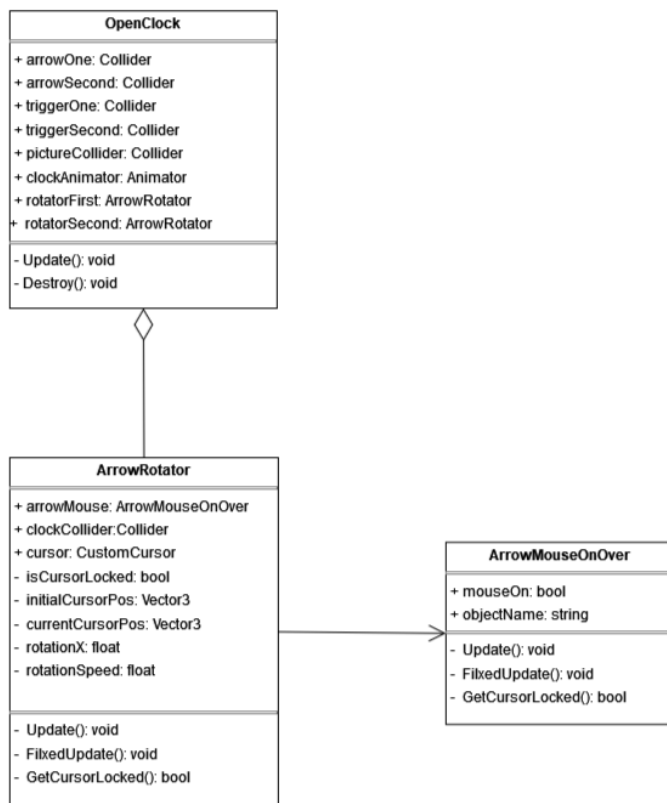 OpenClock
+ arrowOne: Collider
+ arrowSecond: Collider
+ triggerOne: Collider
+ triggerSecond: Collider
+ pictureCollider: Collider
+ clockAnimator: Animator
+ rotatorFirst: ArrowRotator
+ rotatorSecond: ArrowRotator
- Update(): void
- Destroy(): void
ArrowRotator
+ arrowMouse: ArrowMouseOnOver
+ clockCollider:Collider
+ cursor: CustomCursor
- isCursorLocked: bool
- initialCursorPos: Vector3
- currentCursorPos: Vector3
- rotationX: float
- rotationSpeed: float
- Update(): void
- FilxedUpdate(): void
- GetCursorLocked(): bool
ArrowMouseOnOver
+ mouseOn: bool
+ objectName: string
- Update(): void
- FilxedUpdate(): void
- GetCursorLocked(): bool